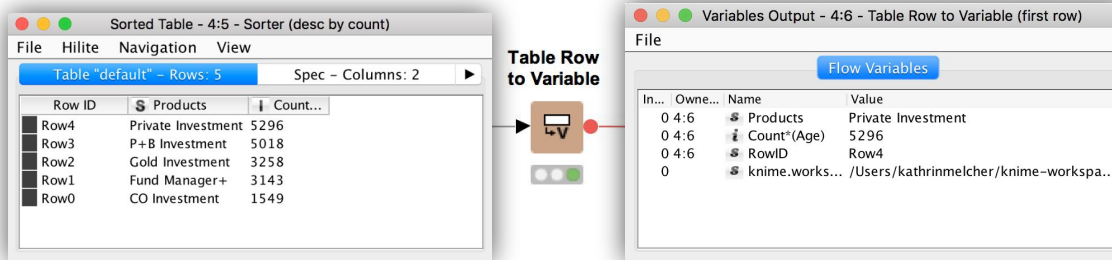 Sorted Table - 4:5 - Sorter (desc by count)
File Hilite Navigation View
Table "default" – Rows: 5 Spec – Columns: 2
Row ID S Products I Count...
Row4 Private Investment 5296
Row3 P+B Investment 5018
Row2 Gold Investment 3258
Row1 Fund Manager+ 3143
Row0 CO Investment 1549
Table Row
to Variable
V
Variables Output - 4:6 - Table Row to Variable (first row)
File
Flow Variables
In... Owne... Name Value
0 4:6 s Products Private Investment
0 4:6 i Count*(Age) 5296
0 4:6 s RowID Row4
0 s knime.works... /Users/kathrinmelcher/knime-workspa...